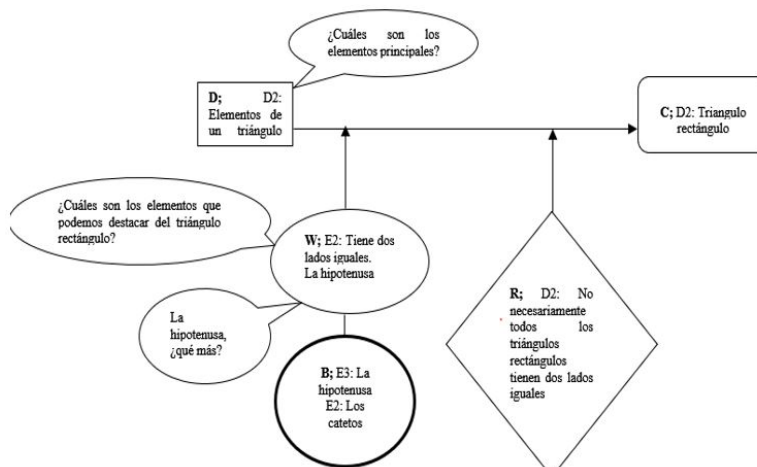 ¿Cuáles son los
elementos principales?
D; D2:
Elementos de
un triángulo
C; D2: Triangulo
rectángulo
¿Cuáles son los elementos que
podemos destacar del triángulo
rectángulo?
W; E2: Tiene dos
lados iguales.
La hipotenusa
La
hipotenusa,
¿qué más?
R; D2: No
necesariamente
todos los
triángulos
rectángulos
tienen dos lados
iguales
B; E3: La
hipotenusa
E2: Los
catetos